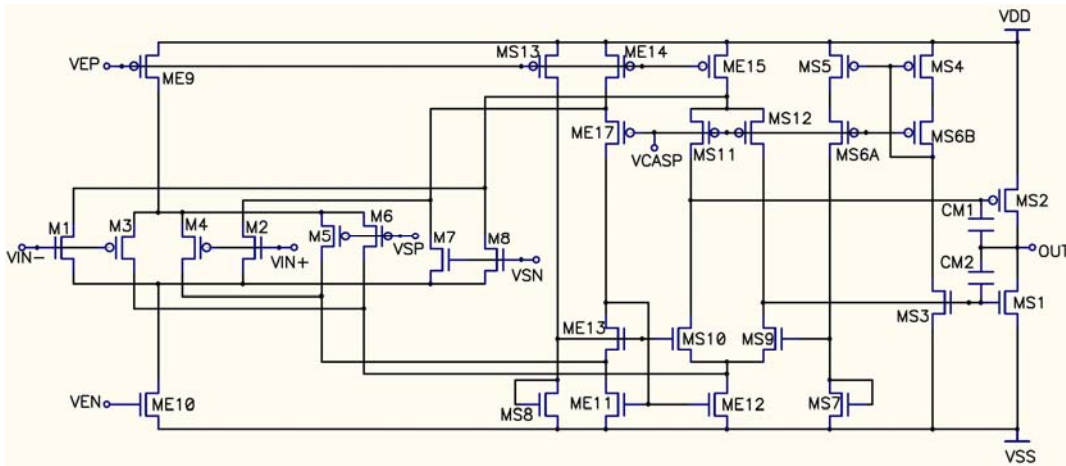 VDD
VEP
ME9
MS13
ME14
ME15
MS5
MS4
ME17
VCASP
MS11
MS12
MS6A
MS6B
M1
M3
M4
M2
M5
M6
M7
M8
VIN-
VIN+
VSP
VSN
CM1
MS2
CM2
OUT
ME13
MS10
MS9
MS3
MS1
VEN
ME10
MS8
ME11
ME12
MS7
VSS